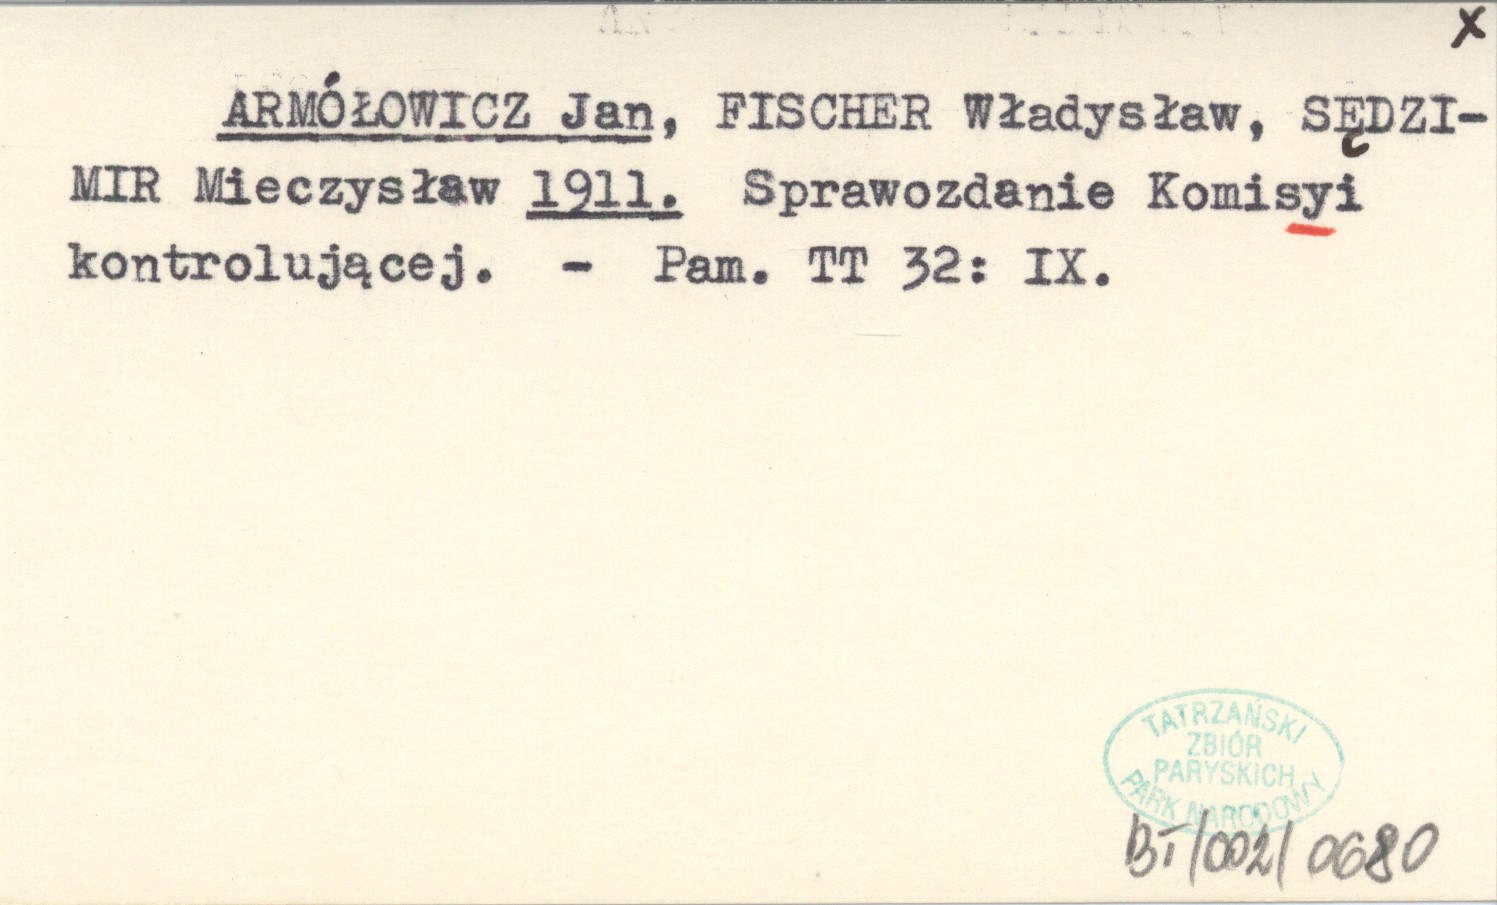 x
ARMÓŁOWICZ Jan, FISCHER Władysław, SĘDZI-
MIR Mieczysław 1911. Sprawozdanie Komisyi
kontrolującej. - Pam. TT 32: IX.
TATRZAŃSKI
ZBIÓR
PARYSKICH
PARK NARODOWY
BI/002/0680